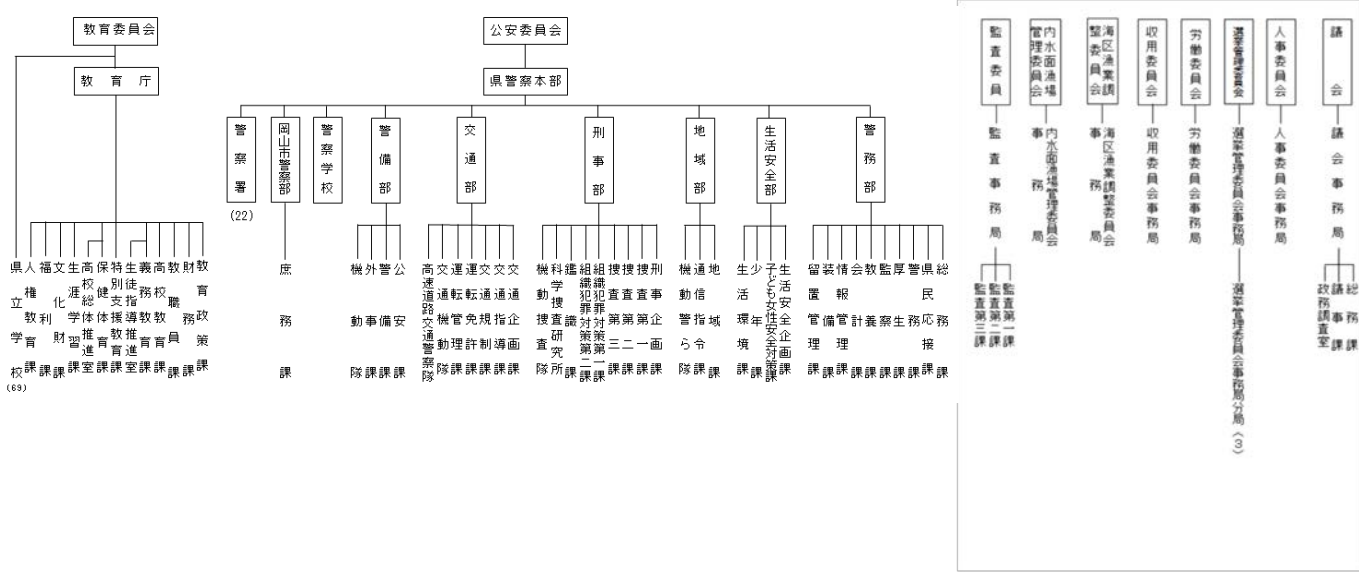 教育委員会
教育庁
県立学校
(69)
人権教育課
福利課
文化財課
生涯学習課
高校総体推進室
保健体育課
特別支援教育課
生徒指導推進室
義務教育課
高校教育課
教職員課
財務課
教育政策課
公安委員会
県警察本部
警察署
(22)
岡山市警察部
警察学校
警備部
交通部
刑事部
地域部
生活安全部
警務部
庶務課
機動隊
外事課
警備課
公安課
高速道路交通警察隊
交通機動隊
運転管理課
運転免許課
交通規制課
交通指導課
交通企画課
機動捜査隊
科学捜査研究所
鑑識課
組織犯罪対策第二課
組織犯罪対策第一課
捜査第三課
捜査第二課
捜査第一課
刑事企画課
機動警ら隊
通信指令課
地域課
生活環境課
少年課
子ども女性安全対策課
生活安全企画課
留置管理課
装備課
情報管理課
会計課
教養課
監察課
厚生課
警務課
県民応接課
総務課
監査委員
内水面漁場管理委員会
海区漁業調整委員会
収用委員会
労働委員会
選挙管理委員会
人事委員会
議会
監査事務局
内水面漁場管理委員会事務局
海区漁業調整委員会事務局
収用委員会事務局
労働委員会事務局
選挙管理委員会事務局
人事委員会事務局
議会事務局
監査第三課
監査第二課
監査第一課
選挙管理委員会事務局分局(3)
政務調査室
議事課
総務課